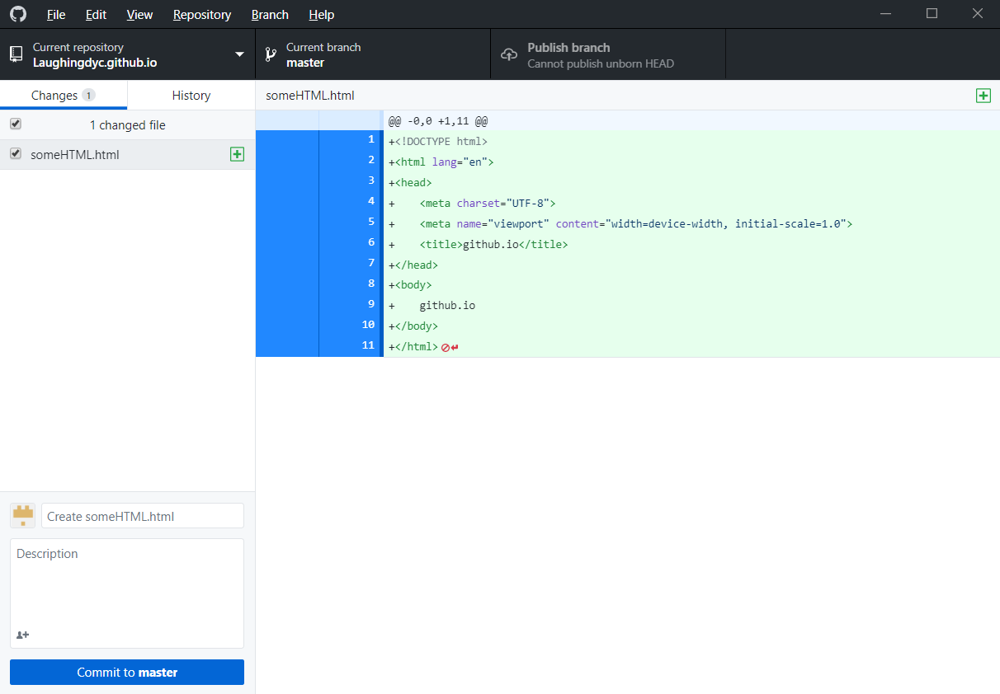 File Edit View Repository Branch Help
Current repository
Laughingdyc.github.io
Current branch
master
Publish branch
Cannot publish unborn HEAD
Changes 1
History
someHTML.html
1 changed file
someHTML.html
@@ -0,0 +1,11 @@
1 +<!DOCTYPE html>
2 +<html lang="en">
3 +<head>
4 +    <meta charset="UTF-8">
5 +    <meta name="viewport" content="width=device-width, initial-scale=1.0">
6 +    <title>github.io</title>
7 +</head>
8 +<body>
9 +    github.io
10 +</body>
11 +</html>
Create someHTML.html
Description
Commit to master